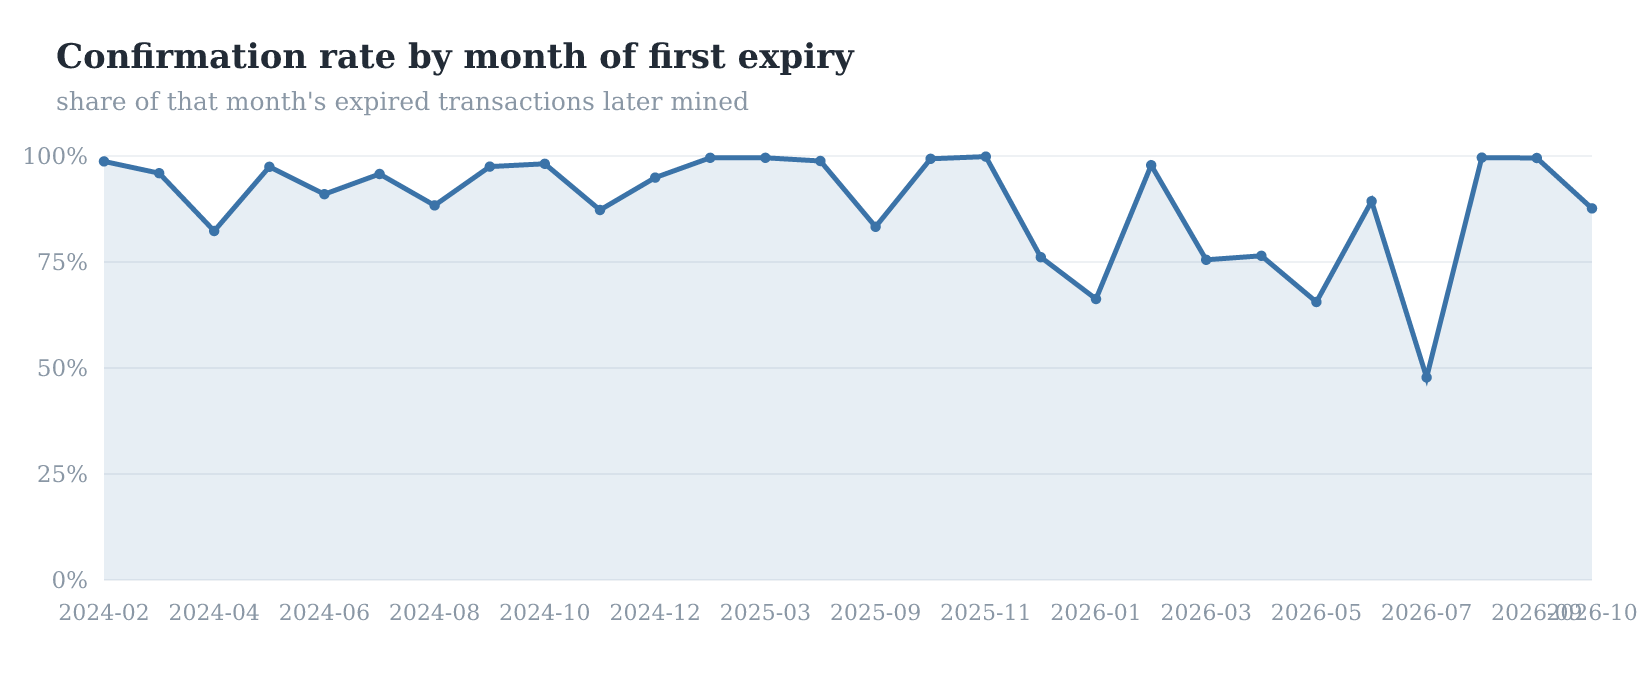 Confirmation rate by month of first expiry
share of that month's expired transactions later mined
100%
75%
50%
25%
0%
2024-02 2024-04 2024-06 2024-08 2024-10 2024-12 2025-03 2025-09 2025-11 2026-01 2026-03 2026-05 2026-07 2026-09 2026-10